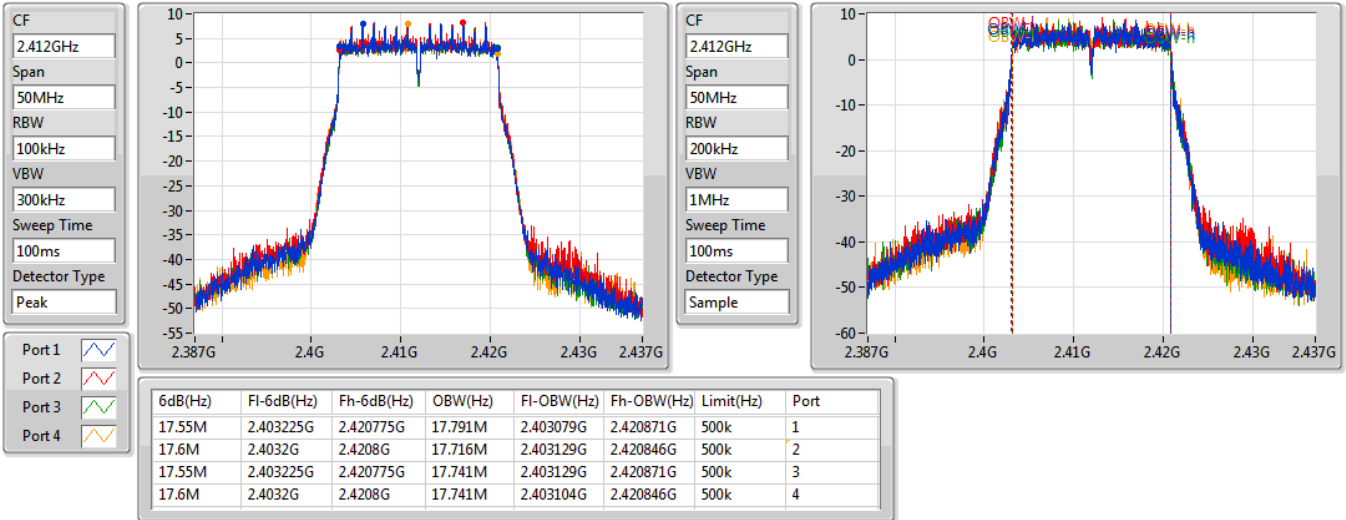 CF
2.412GHz
Span
50MHz
RBW
100kHz
VBW
300kHz
Sweep Time
100ms
Detector Type
Peak
10
5
0
-5
-10
-15
-20
-25
-30
-35
-40
-45
-50
-55
2.387G 2.4G 2.41G 2.42G 2.43G 2.437G
CF
2.412GHz
Span
50MHz
RBW
200kHz
VBW
1MHz
Sweep Time
100ms
Detector Type
Sample
10
0
-10
-20
-30
-40
-50
-60
2.387G 2.4G 2.41G 2.42G 2.43G 2.437G
Port 1
Port 2
Port 3
Port 4
6dB(Hz) Fl-6dB(Hz) Fh-6dB(Hz) OBW(Hz) Fl-OBW(Hz) Fh-OBW(Hz) Limit(Hz) Port
17.55M 2.403225G 2.420775G 17.791M 2.403079G 2.420871G 500k 1
17.6M 2.4032G 2.4208G 17.716M 2.403129G 2.420846G 500k 2
17.55M 2.403225G 2.420775G 17.741M 2.403129G 2.420871G 500k 3
17.6M 2.4032G 2.4208G 17.741M 2.403104G 2.420846G 500k 4